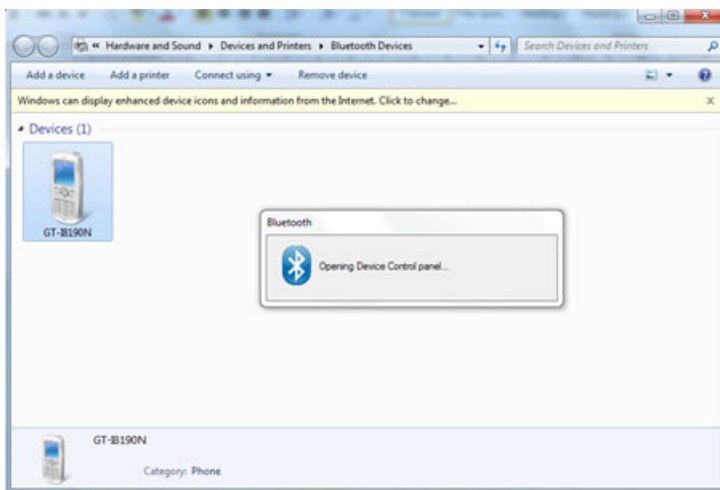 « Hardware and Sound ▸ Devices and Printers ▸ Bluetooth Devices
Search Devices and Printers
Add a device Add a printer Connect using ▾ Remove device
Windows can display enhanced device icons and information from the Internet. Click to change...
Devices (1)
GT-I8190N
Bluetooth
Opening Device Control panel...
GT-I8190N
Category: Phone